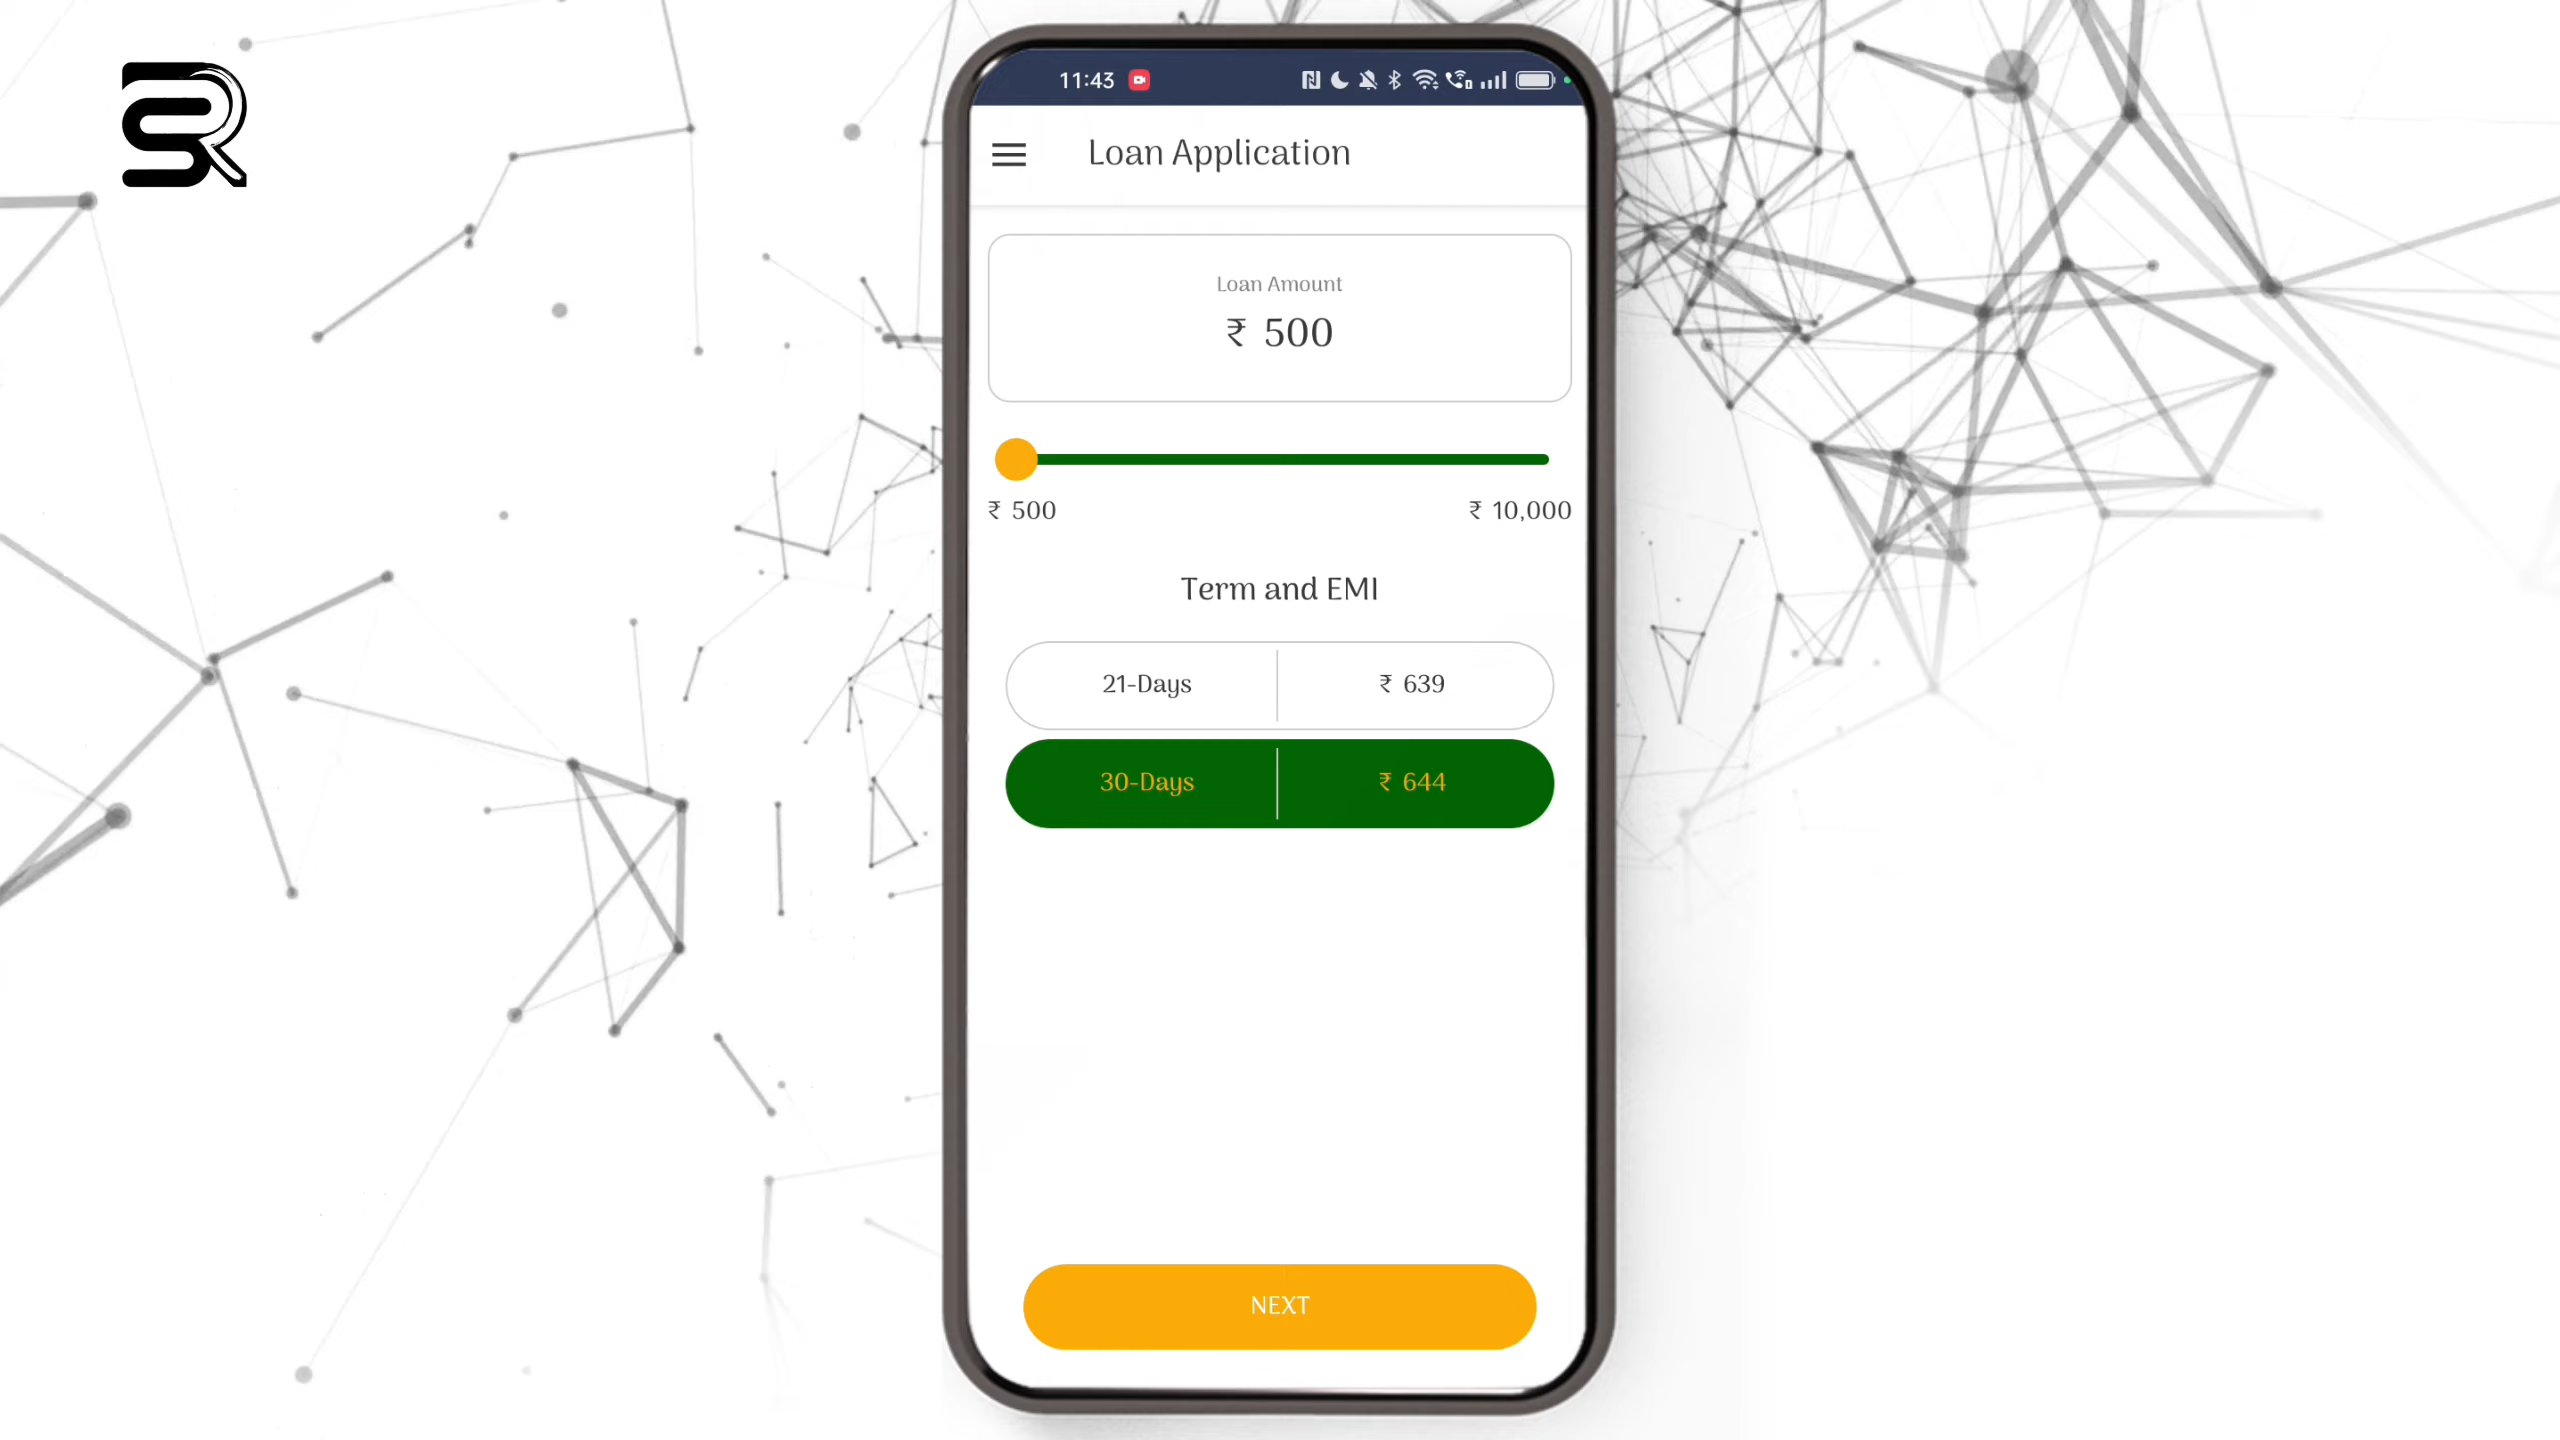 11:43
Loan Application
Loan Amount
₹ 500
₹ 500
₹ 10,000
Term and EMI
21-Days
₹ 639
30-Days
₹ 644
NEXT